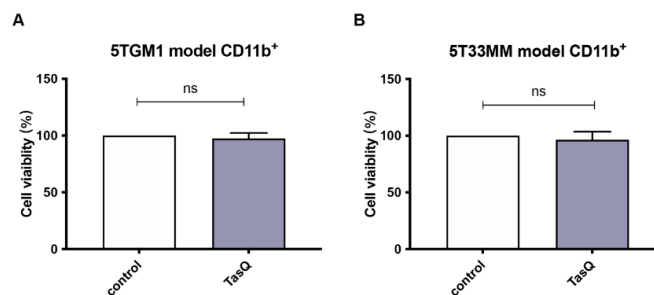 A
5TGM1 model CD11b⁺
Cell viaiblity (%)
150
100
50
0
ns
control
TasQ
B
5T33MM model CD11b⁺
Cell viaiblity (%)
150
100
50
0
ns
control
TasQ